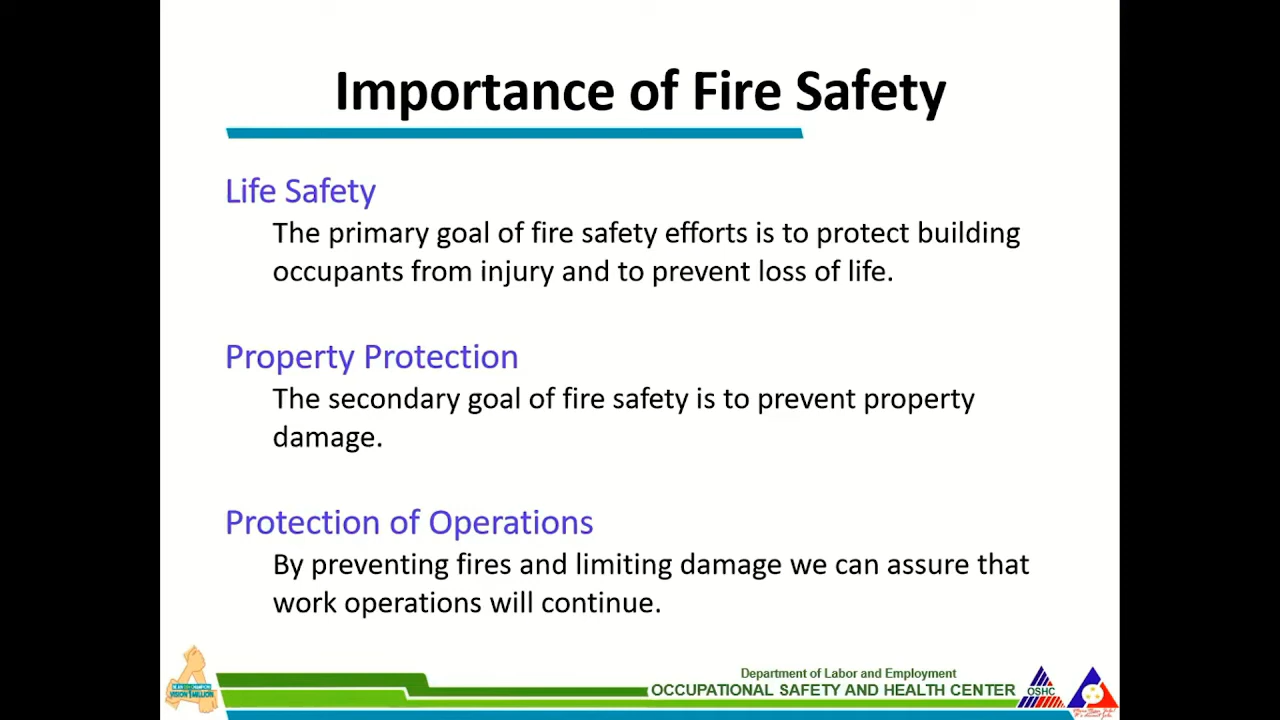 Importance of Fire Safety
Life Safety
The primary goal of fire safety efforts is to protect building
occupants from injury and to prevent loss of life.
Property Protection
The secondary goal of fire safety is to prevent property
damage.
Protection of Operations
By preventing fires and limiting damage we can assure that
work operations will continue.
Department of Labor and Employment
OCCUPATIONAL SAFETY AND HEALTH CENTER
OSHC
VISION 1 MILLION